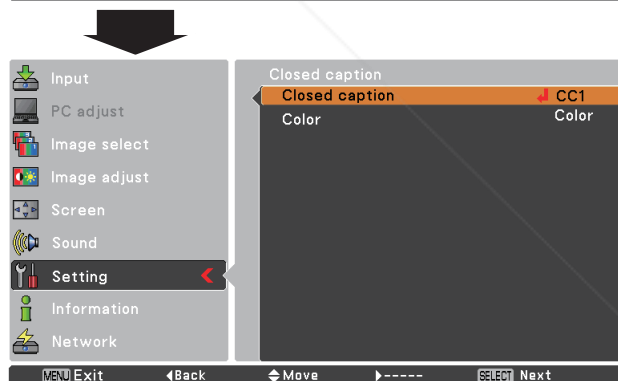 Input
PC adjust
Image select
Image adjust
Screen
Sound
Setting
Information
Network
Closed caption
Closed caption CC1
Color Color
MENU Exit ◀Back ◆Move ▶----- SELECT Next